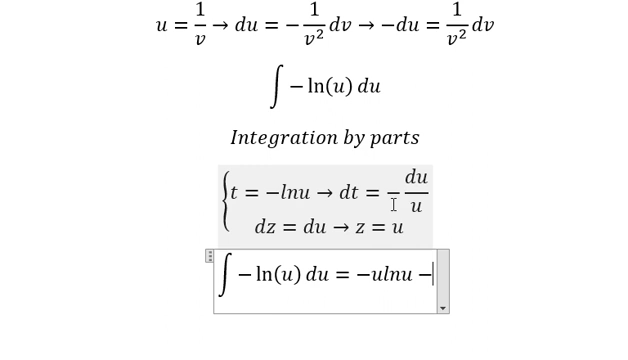 u = 1/v → du = − 1/v² dv → −du = 1/v² dv
∫ − ln(u) du
Integration by parts
{ t = −lnu → dt = − du/u
dz = du → z = u
∫ − ln(u) du = −ulnu −